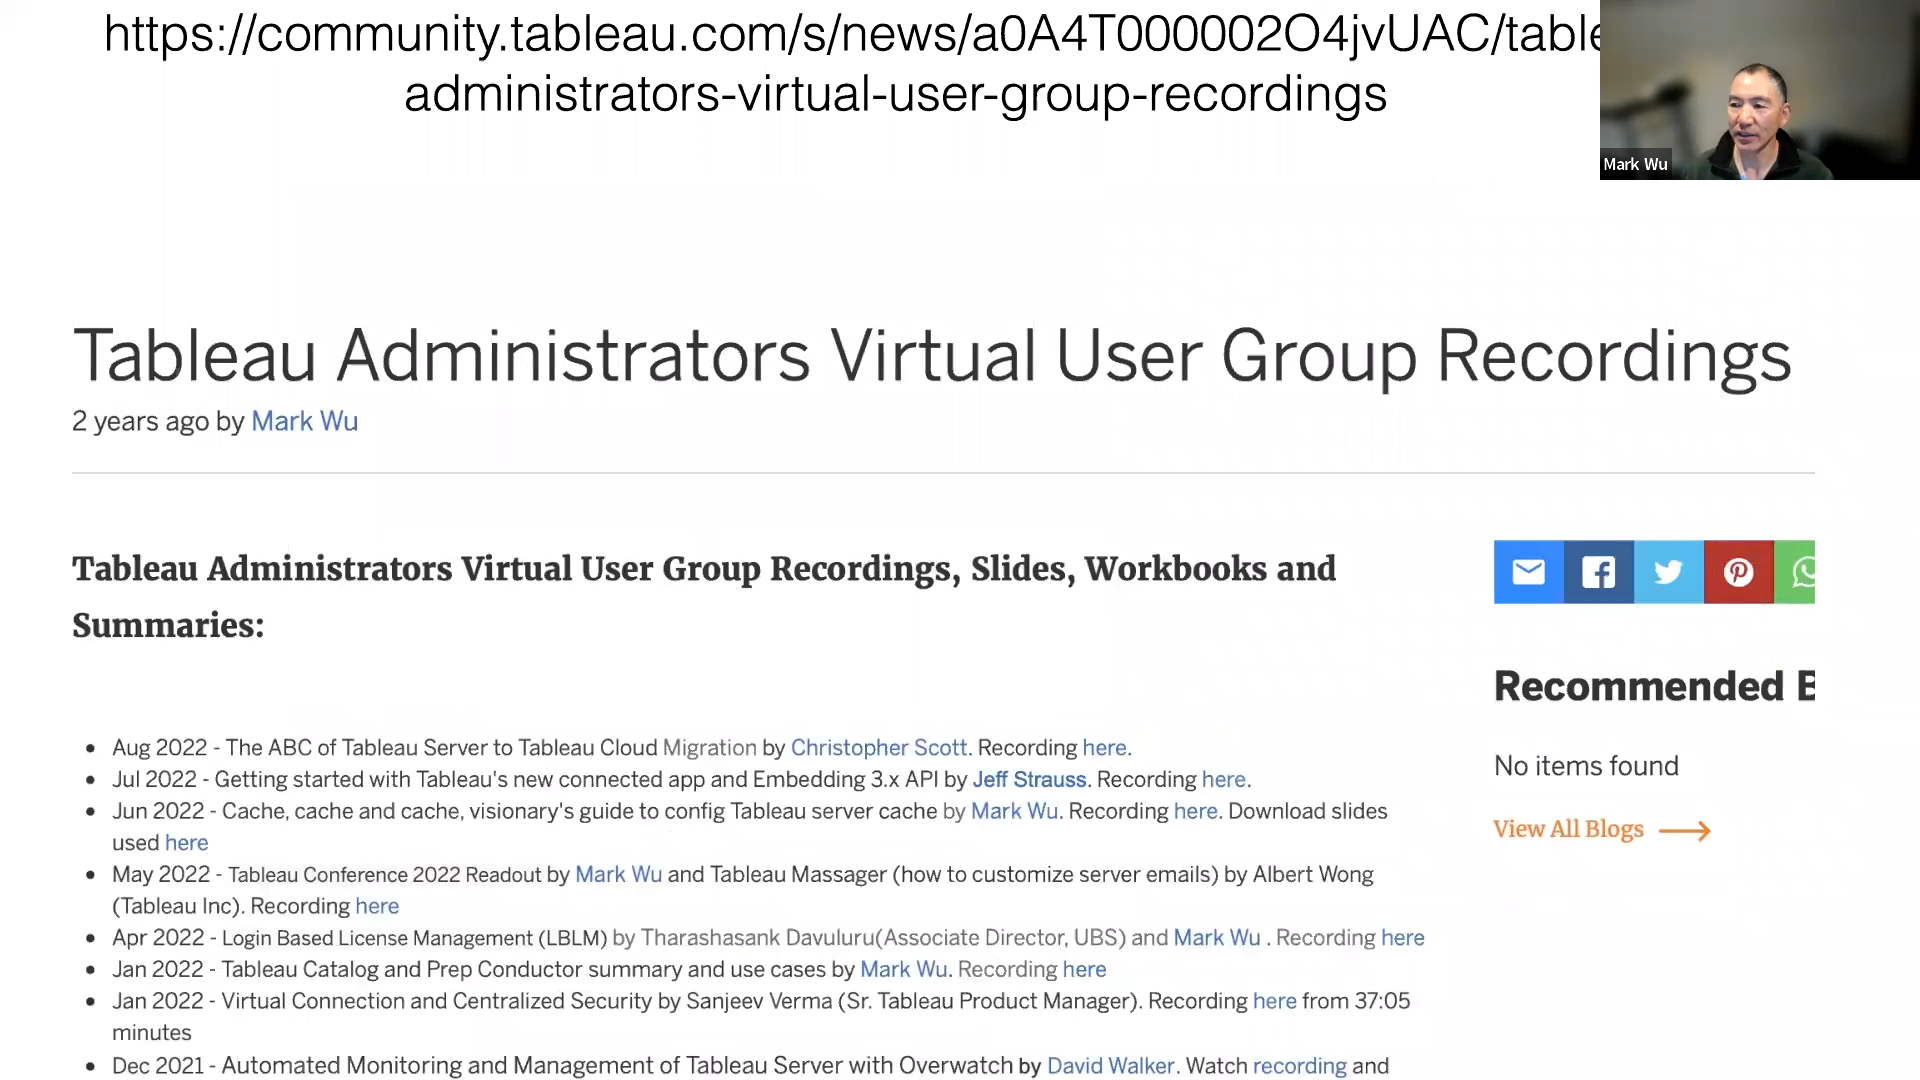 https://community.tableau.com/s/news/a0A4T000002O4jvUAC/table
administrators-virtual-user-group-recordings
Mark Wu
Tableau Administrators Virtual User Group Recordings
2 years ago by Mark Wu
Tableau Administrators Virtual User Group Recordings, Slides, Workbooks and
Summaries:
Recommended B
No items found
View All Blogs
• Aug 2022 - The ABC of Tableau Server to Tableau Cloud Migration by Christopher Scott. Recording here.
• Jul 2022 - Getting started with Tableau's new connected app and Embedding 3.x API by Jeff Strauss. Recording here.
• Jun 2022 - Cache, cache and cache, visionary's guide to config Tableau server cache by Mark Wu. Recording here. Download slides
used here
• May 2022 - Tableau Conference 2022 Readout by Mark Wu and Tableau Massager (how to customize server emails) by Albert Wong
(Tableau Inc). Recording here
• Apr 2022 - Login Based License Management (LBLM) by Tharashasank Davuluru(Associate Director, UBS) and Mark Wu . Recording here
• Jan 2022 - Tableau Catalog and Prep Conductor summary and use cases by Mark Wu. Recording here
• Jan 2022 - Virtual Connection and Centralized Security by Sanjeev Verma (Sr. Tableau Product Manager). Recording here from 37:05
minutes
• Dec 2021 - Automated Monitoring and Management of Tableau Server with Overwatch by David Walker. Watch recording and